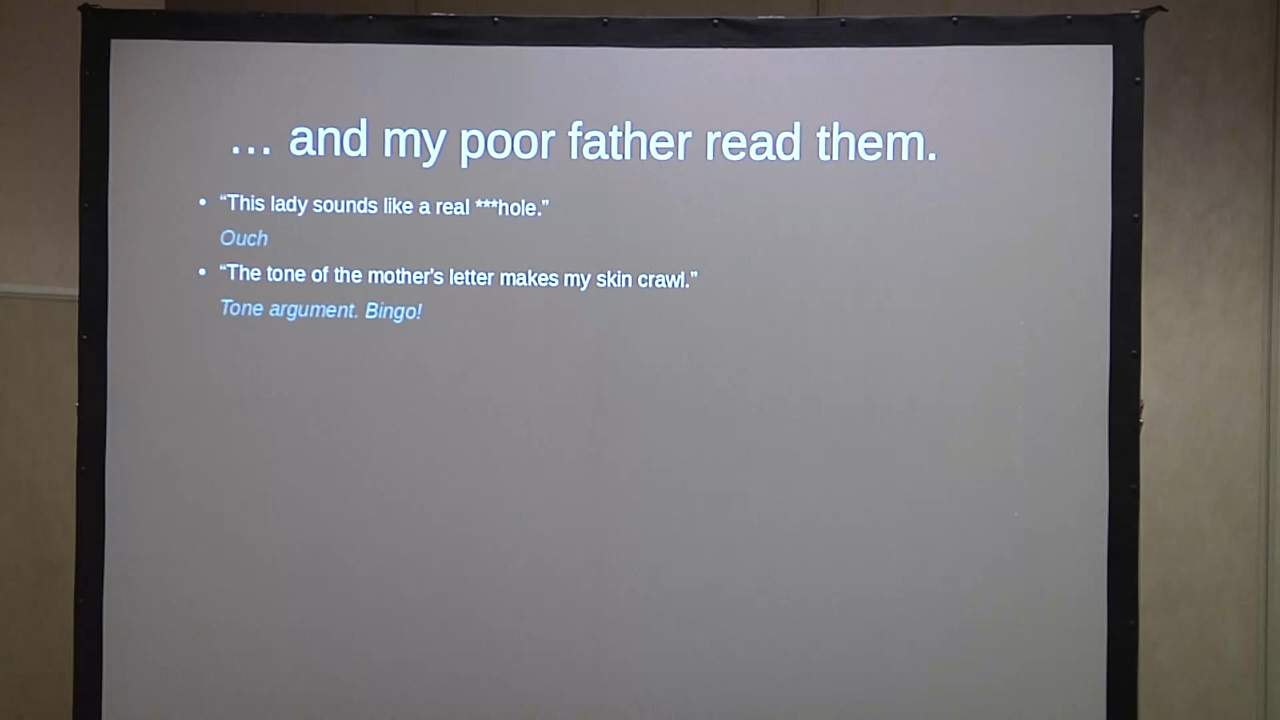 … and my poor father read them.
• “This lady sounds like a real ***hole.”
Ouch
• “The tone of the mother's letter makes my skin crawl.”
Tone argument. Bingo!